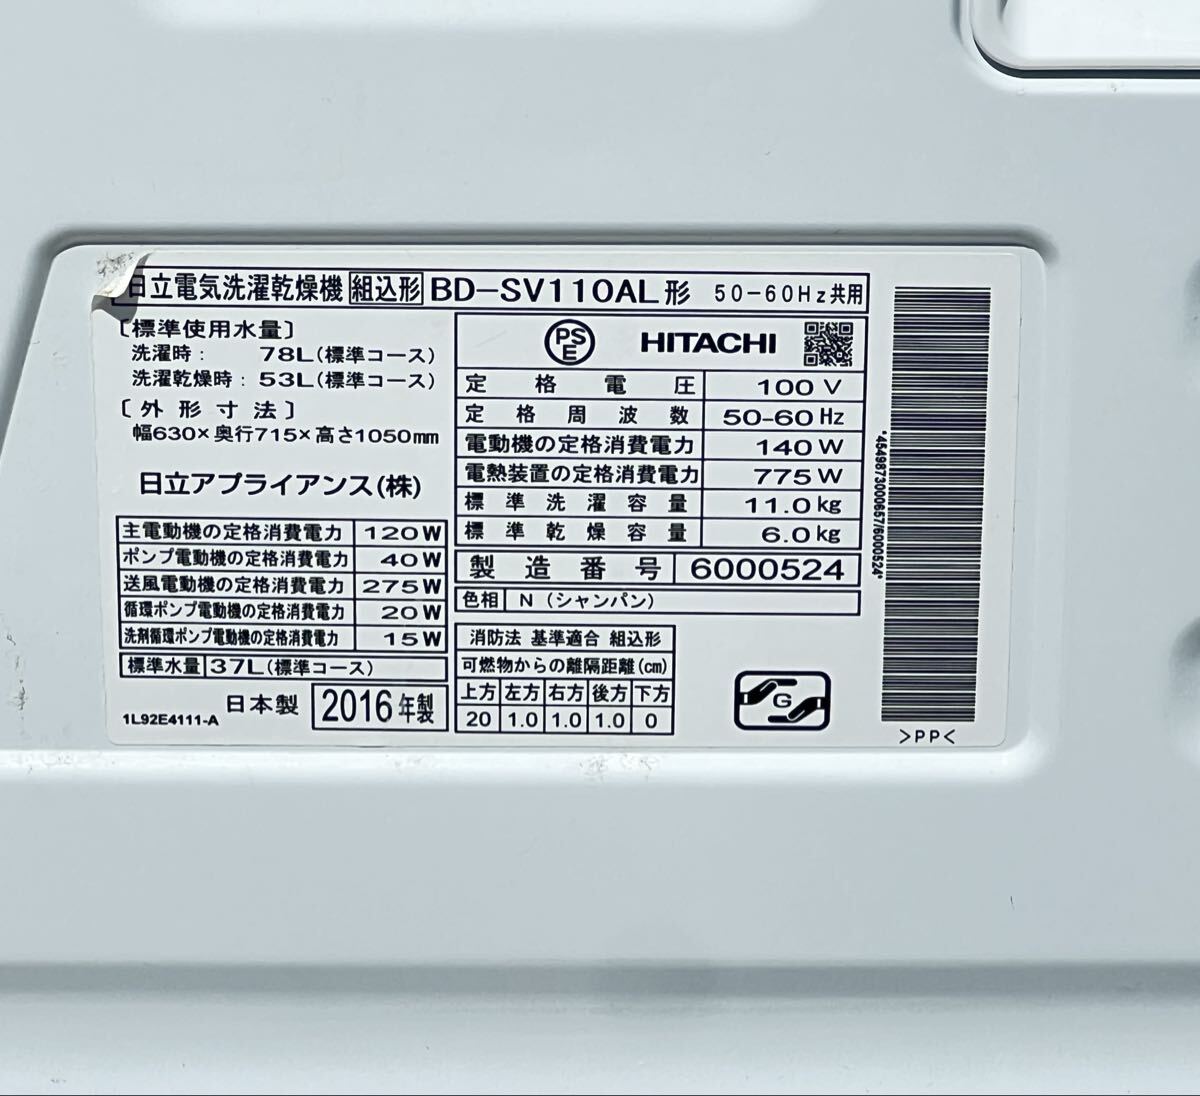 日立電気洗濯乾燥機 組込形 BD-SV110AL形 50-60Hz共用
〔標準使用水量〕
洗濯時： 78L(標準コース)
洗濯乾燥時： 53L(標準コース)
〔外形寸法〕
幅630×奥行715×高さ1050mm
日立アプライアンス(株)
主電動機の定格消費電力 120W
ポンプ電動機の定格消費電力 40W
送風電動機の定格消費電力 275W
循環ポンプ電動機の定格消費電力 20W
洗剤循環ポンプ電動機の定格消費電力 15W
標準水量 37L(標準コース)
日本製 2016年製
1L92E4111-A
PSE HITACHI
定格電圧 100V
定格周波数 50-60Hz
電動機の定格消費電力 140W
電熱装置の定格消費電力 775W
標準洗濯容量 11.0kg
標準乾燥容量 6.0kg
製造番号 6000524
色相 N（シャンパン）
消防法 基準適合 組込形
可燃物からの離隔距離(cm)
上方 左方 右方 後方 下方
20 1.0 1.0 1.0 0
G
*4549873000657/6000524*
>PP<